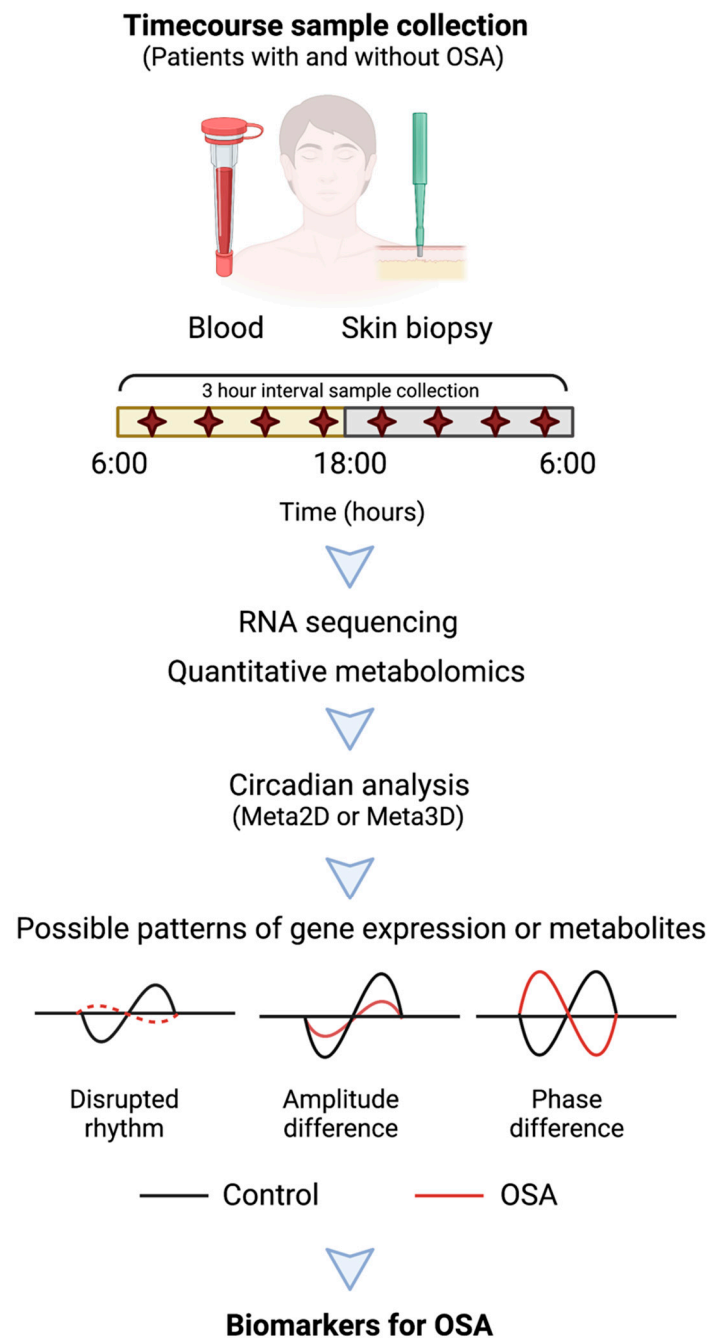 Timecourse sample collection
(Patients with and without OSA)
Blood Skin biopsy
3 hour interval sample collection
6:00 18:00 6:00
Time (hours)
RNA sequencing
Quantitative metabolomics
Circadian analysis
(Meta2D or Meta3D)
Possible patterns of gene expression or metabolites
Disrupted
rhythm
Amplitude
difference
Phase
difference
Control OSA
Biomarkers for OSA